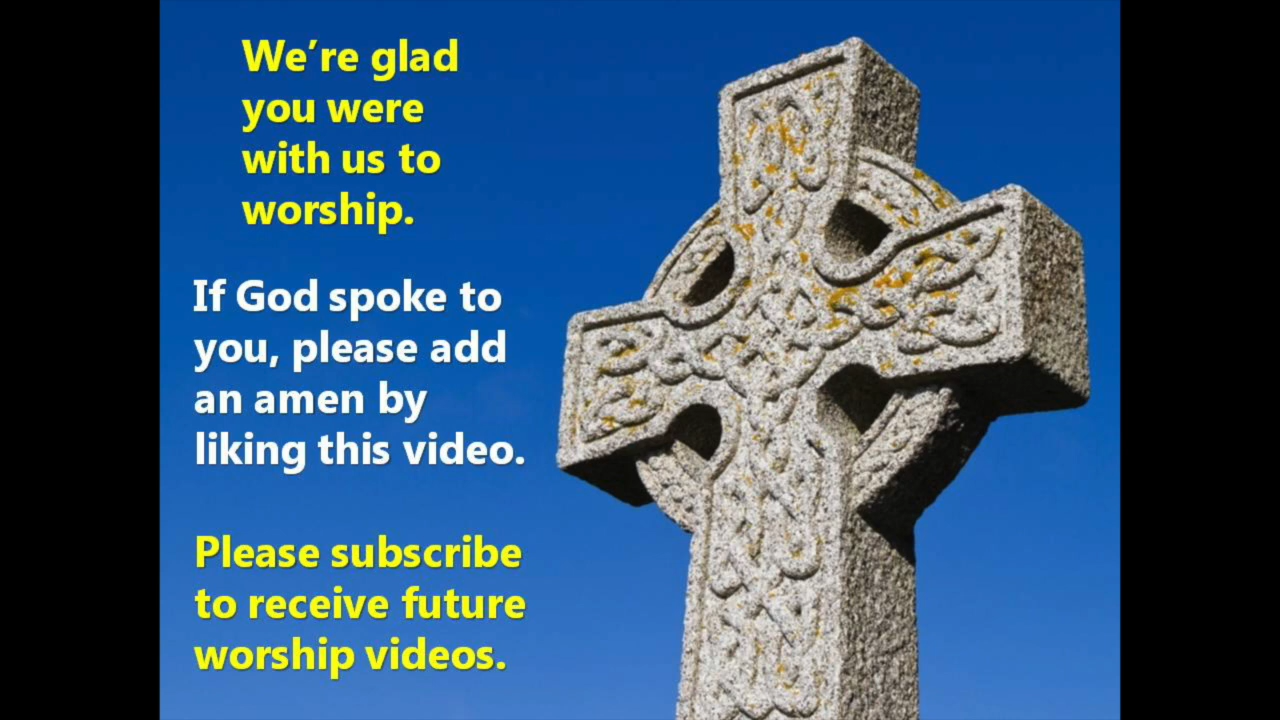 We’re glad
you were
with us to
worship.
If God spoke to
you, please add
an amen by
liking this video.
Please subscribe
to receive future
worship videos.